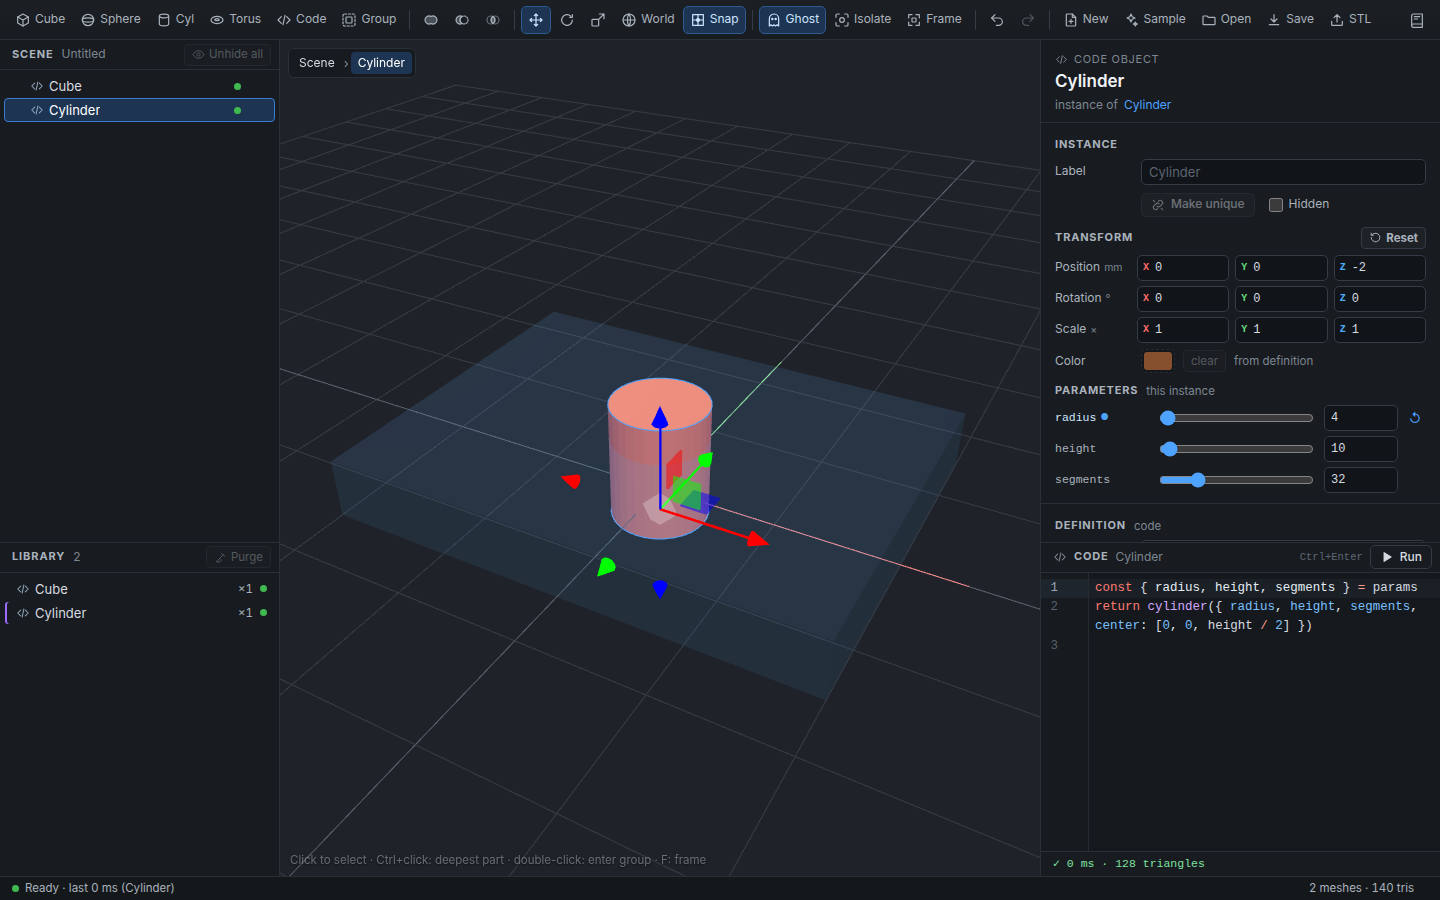 Cube Sphere Cyl Torus Code Group World Snap Ghost Isolate Frame New Sample Open Save STL
SCENE Untitled Unhide all
Cube
Cylinder
LIBRARY 2 Purge
Cube ×1
Cylinder ×1
Scene › Cylinder
Click to select · Ctrl+click: deepest part · double-click: enter group · F: frame
CODE OBJECT
Cylinder
instance of Cylinder
INSTANCE
Label Cylinder
Make unique Hidden
TRANSFORM Reset
Position mm X 0 Y 0 Z -2
Rotation ° X 0 Y 0 Z 0
Scale × X 1 Y 1 Z 1
Color clear from definition
PARAMETERS this instance
radius 4
height 10
segments 32
DEFINITION code
CODE Cylinder Ctrl+Enter Run
1 const { radius, height, segments } = params
2 return cylinder({ radius, height, segments,
center: [0, 0, height / 2] })
3
✓ 0 ms · 128 triangles
Ready · last 0 ms (Cylinder) 2 meshes · 140 tris